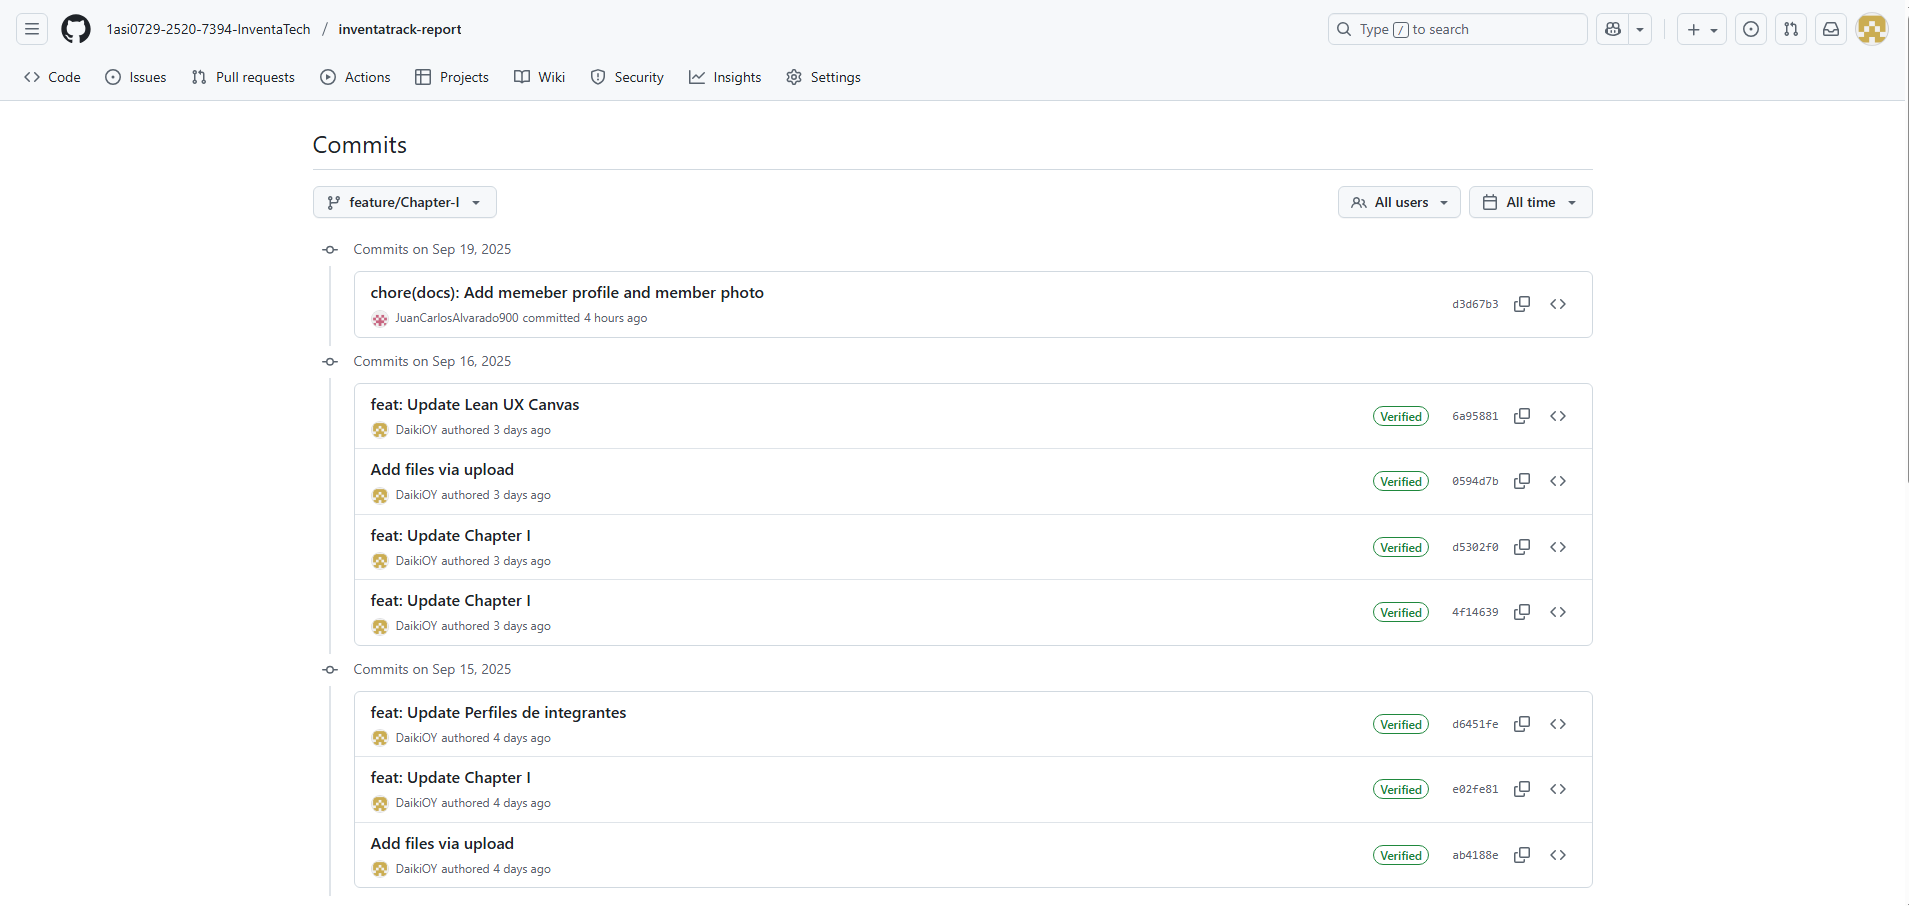 1asi0729-2520-7394-InventaTech / inventatrack-report
Type / to search
Code Issues Pull requests Actions Projects Wiki Security Insights Settings
Commits
feature/Chapter-I All users All time
Commits on Sep 19, 2025
chore(docs): Add memeber profile and member photo
JuanCarlosAlvarado900 committed 4 hours ago
d3d67b3
Commits on Sep 16, 2025
feat: Update Lean UX Canvas
DaikiOY authored 3 days ago
Verified 6a95881
Add files via upload
DaikiOY authored 3 days ago
Verified 0594d7b
feat: Update Chapter I
DaikiOY authored 3 days ago
Verified d5302f0
feat: Update Chapter I
DaikiOY authored 3 days ago
Verified 4f14639
Commits on Sep 15, 2025
feat: Update Perfiles de integrantes
DaikiOY authored 4 days ago
Verified d6451fe
feat: Update Chapter I
DaikiOY authored 4 days ago
Verified e02fe81
Add files via upload
DaikiOY authored 4 days ago
Verified ab4188e